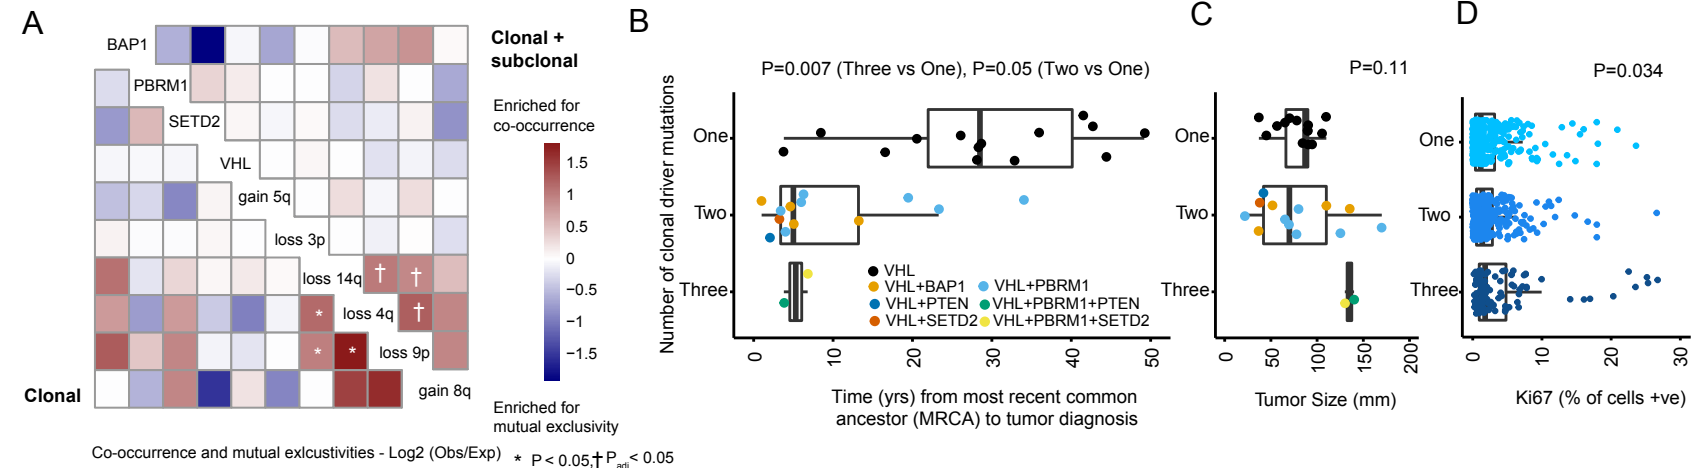 A
BAP1
PBRM1
SETD2
VHL
gain 5q
loss 3p
loss 14q
† †
* loss 4q †
* * loss 9p
gain 8q
Clonal +
subclonal
Enriched for
co-occurrence
1.5
1
0.5
0
−0.5
−1
−1.5
Enriched for
mutual exclusivity
Clonal
Co-occurrence and mutual exlcustivities - Log2 (Obs/Exp)
* P < 0.05, † Padj < 0.05
B
P=0.007 (Three vs One), P=0.05 (Two vs One)
Number of clonal driver mutations
One
Two
Three
VHL
VHL+BAP1
VHL+PTEN
VHL+SETD2
VHL+PBRM1
VHL+PBRM1+PTEN
VHL+PBRM1+SETD2
0 10 20 30 40 50
Time (yrs) from most recent common
ancestor (MRCA) to tumor diagnosis
C
P=0.11
One
Two
Three
0 50 100 150 200
Tumor Size (mm)
D
P=0.034
One
Two
Three
0 10 20 30
Ki67 (% of cells +ve)